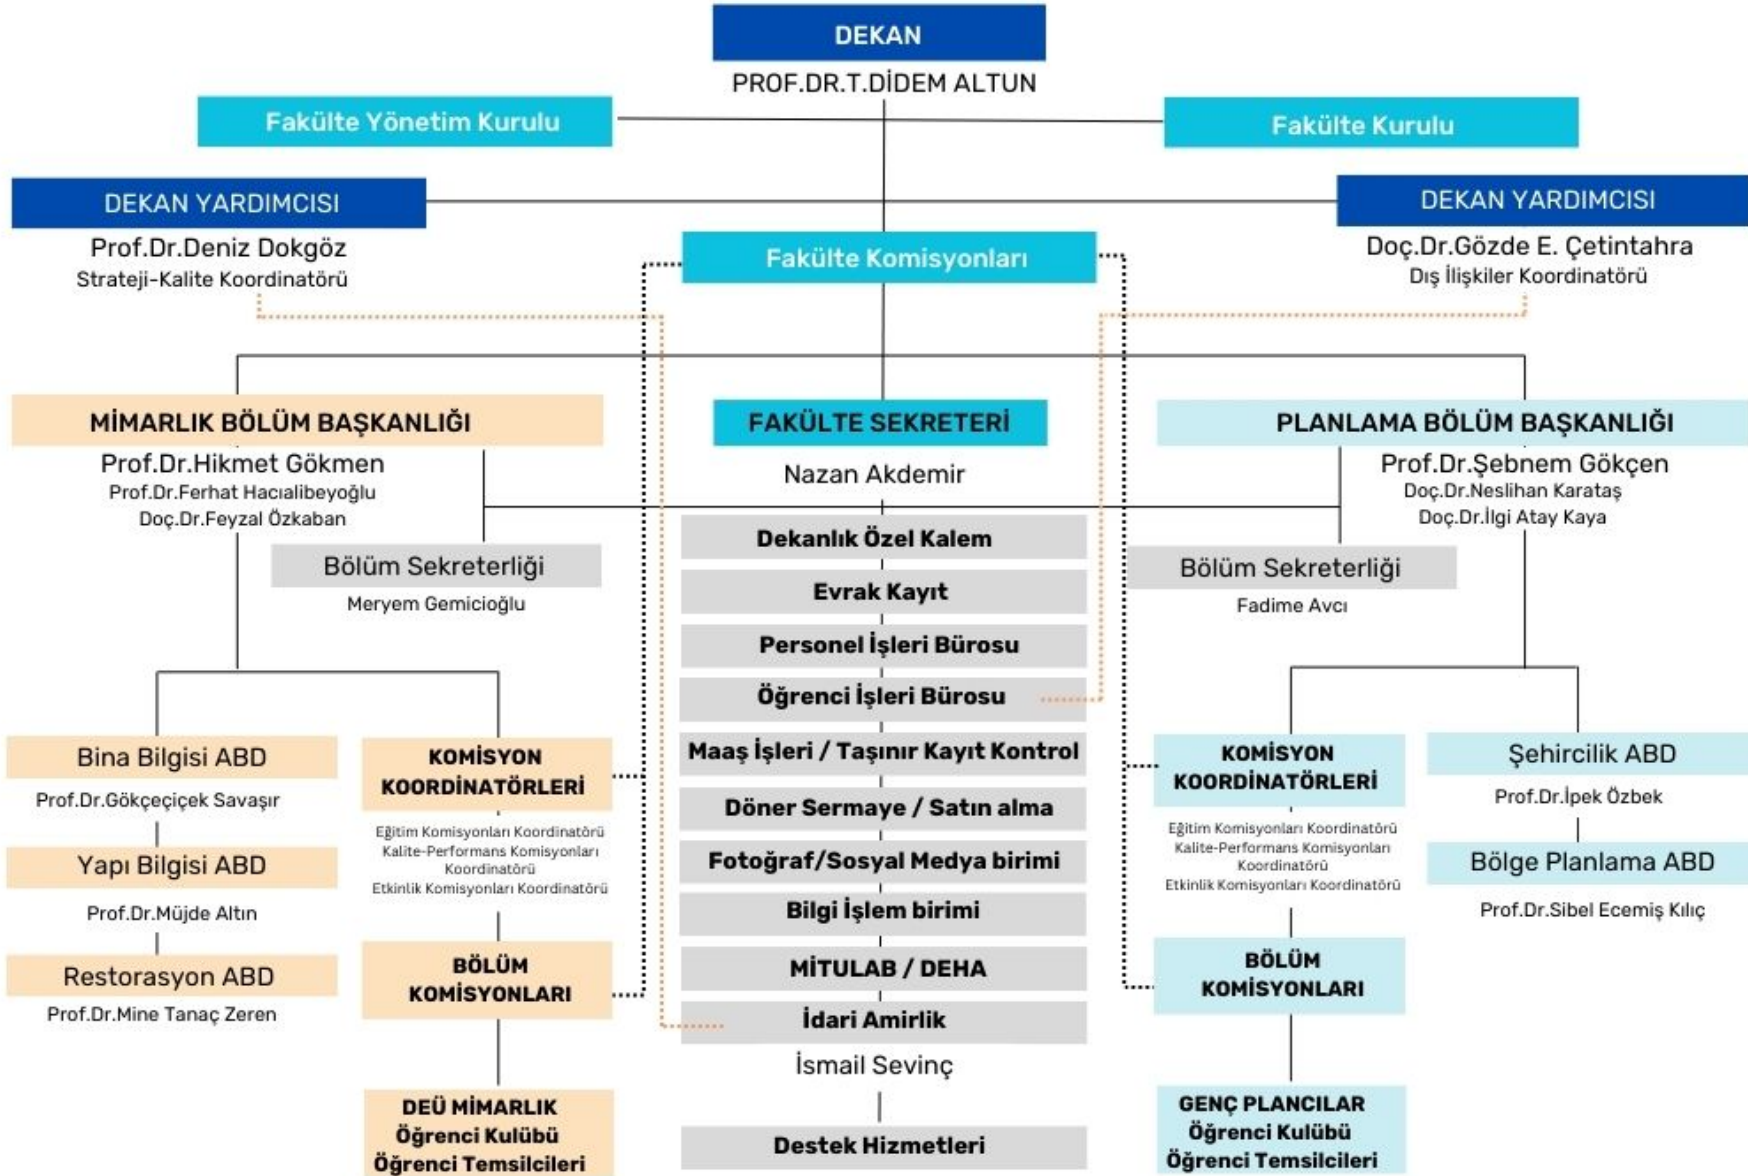 DEKAN
PROF.DR.T.DİDEM ALTUN
Fakülte Yönetim Kurulu
Fakülte Kurulu
DEKAN YARDIMCISI
Prof.Dr.Deniz Dokgöz
Strateji-Kalite Koordinatörü
DEKAN YARDIMCISI
Doç.Dr.Gözde E. Çetintahra
Dış İlişkiler Koordinatörü
Fakülte Komisyonları
MİMARLIK BÖLÜM BAŞKANLIĞI
Prof.Dr.Hikmet Gökmen
Prof.Dr.Ferhat Hacıalibeyoğlu
Doç.Dr.Feyzal Özkaban
Bölüm Sekreterliği
Meryem Gemicioğlu
Bina Bilgisi ABD
Prof.Dr.Gökçeçiçek Savaşır
Yapı Bilgisi ABD
Prof.Dr.Müjde Altın
Restorasyon ABD
Prof.Dr.Mine Tanaç Zeren
KOMİSYON
KOORDİNATÖRLERİ
Eğitim Komisyonları Koordinatörü
Kalite-Performans Komisyonları
Koordinatörü
Etkinlik Komisyonları Koordinatörü
BÖLÜM
KOMİSYONLARI
DEÜ MİMARLIK
Öğrenci Kulübü
Öğrenci Temsilcileri
FAKÜLTE SEKRETERİ
Nazan Akdemir
Dekanlık Özel Kalem
Evrak Kayıt
Personel İşleri Bürosu
Öğrenci İşleri Bürosu
Maaş İşleri / Taşınır Kayıt Kontrol
Döner Sermaye / Satın alma
Fotoğraf/Sosyal Medya birimi
Bilgi İşlem birimi
MİTULAB / DEHA
İdari Amirlik
İsmail Sevinç
Destek Hizmetleri
PLANLAMA BÖLÜM BAŞKANLIĞI
Prof.Dr.Şebnem Gökçen
Doç.Dr.Neslihan Karataş
Doç.Dr.İlgi Atay Kaya
Bölüm Sekreterliği
Fadime Avcı
KOMİSYON
KOORDİNATÖRLERİ
Eğitim Komisyonları Koordinatörü
Kalite-Performans Komisyonları
Koordinatörü
Etkinlik Komisyonları Koordinatörü
BÖLÜM
KOMİSYONLARI
GENÇ PLANCILAR
Öğrenci Kulübü
Öğrenci Temsilcileri
Şehircilik ABD
Prof.Dr.İpek Özbek
Bölge Planlama ABD
Prof.Dr.Sibel Ecemiş Kılıç